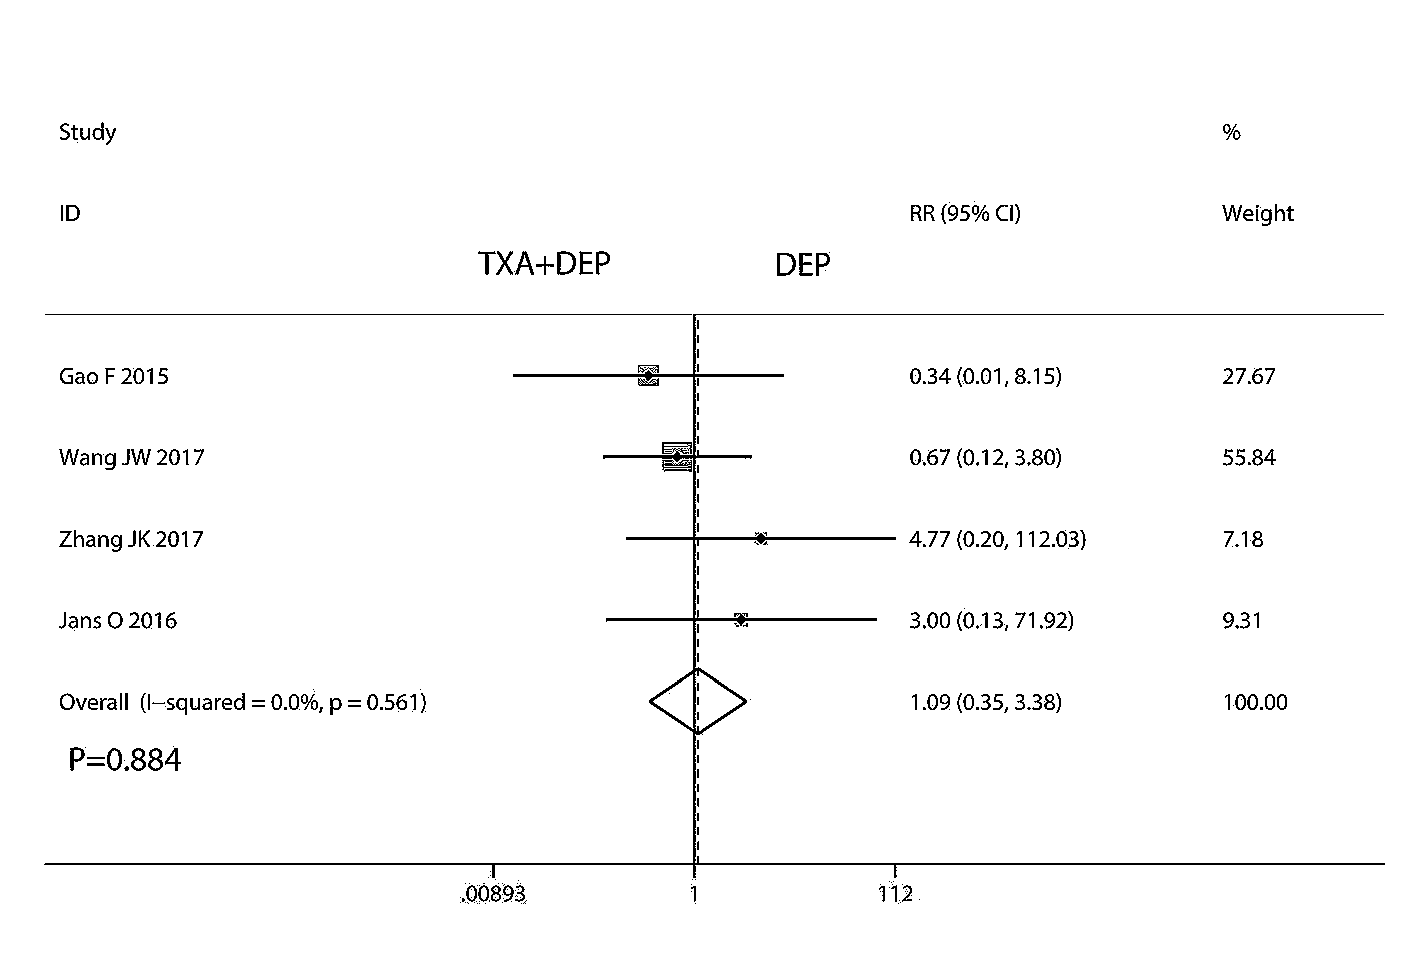 Study %
ID RR (95% CI) Weight
TXA+DEP DEP
Gao F 2015 0.34 (0.01, 8.15) 27.67
Wang JW 2017 0.67 (0.12, 3.80) 55.84
Zhang JK 2017 4.77 (0.20, 112.03) 7.18
Jans O 2016 3.00 (0.13, 71.92) 9.31
Overall (I−squared = 0.0%, p = 0.561) 1.09 (0.35, 3.38) 100.00
P=0.884
.00893 1 112